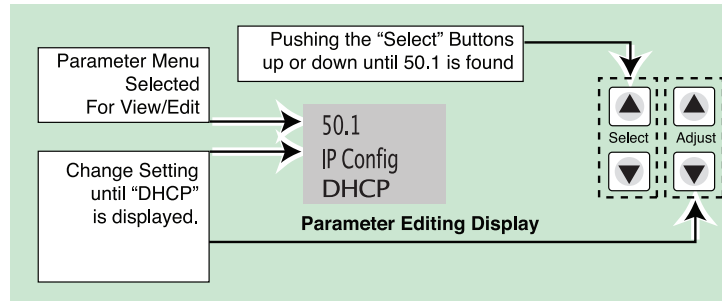 Pushing the “Select” Buttons
up or down until 50.1 is found
Parameter Menu
Selected
For View/Edit
50.1
IP Config
DHCP
Select
Adjust
Change Setting
until “DHCP”
is displayed.
Parameter Editing Display